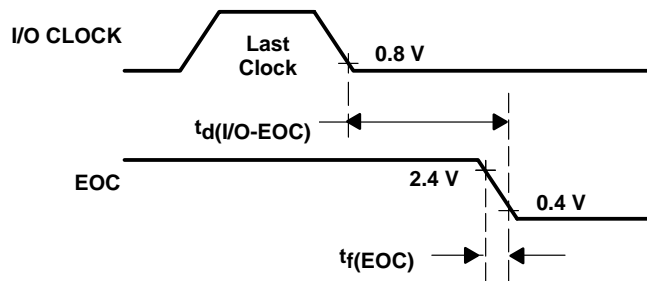 I/O CLOCK
Last
Clock
0.8 V
td(I/O-EOC)
EOC
2.4 V
0.4 V
tf(EOC)